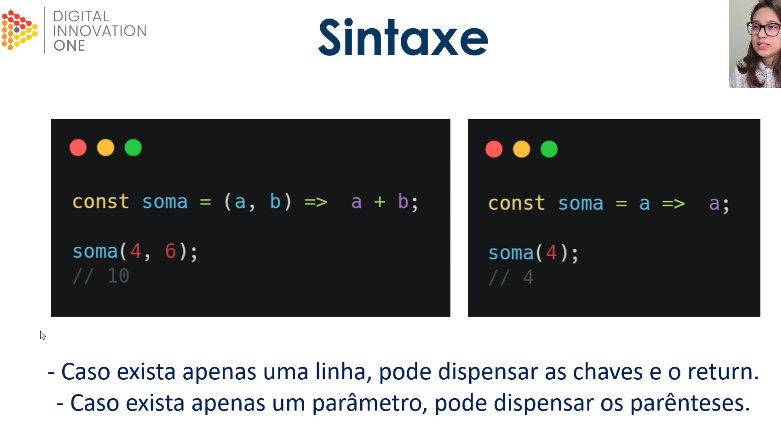 DIGITAL
INNOVATION
ONE
Sintaxe
const soma = (a, b) => a + b;
soma(4, 6);
// 10
const soma = a => a;
soma(4);
// 4
- Caso exista apenas uma linha, pode dispensar as chaves e o return.
- Caso exista apenas um parâmetro, pode dispensar os parênteses.